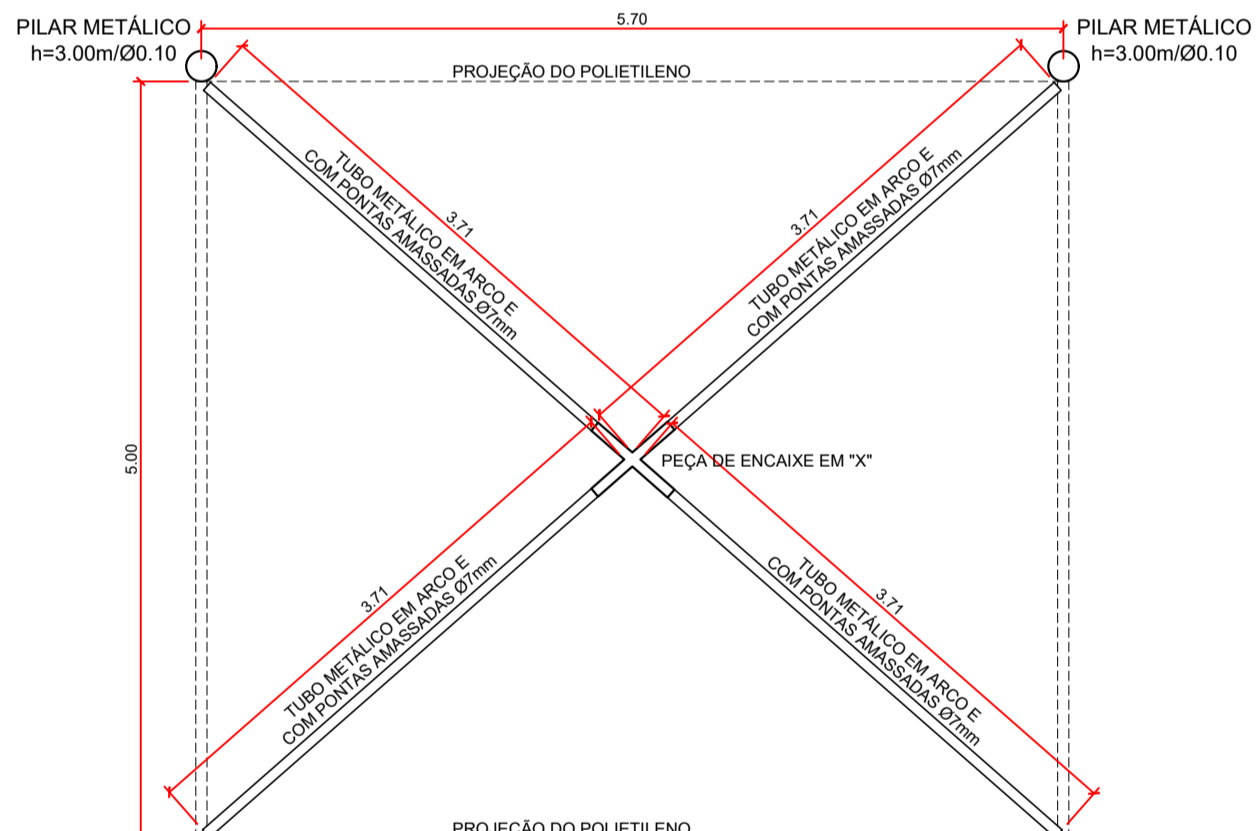 5.70
PILAR METÁLICO
h=3.00m/Ø0.10
PILAR METÁLICO
h=3.00m/Ø0.10
PROJEÇÃO DO POLIETILENO
TUBO METÁLICO EM ARCO E
COM PONTAS AMASSADAS Ø7mm
3.71
3.71
TUBO METÁLICO EM ARCO E
COM PONTAS AMASSADAS Ø7mm
5.00
PEÇA DE ENCAIXE EM "X"
3.71
TUBO METÁLICO EM ARCO E
COM PONTAS AMASSADAS Ø7mm
3.71
TUBO METÁLICO EM ARCO E
COM PONTAS AMASSADAS Ø7mm
PROJEÇÃO DO POLIETILENO